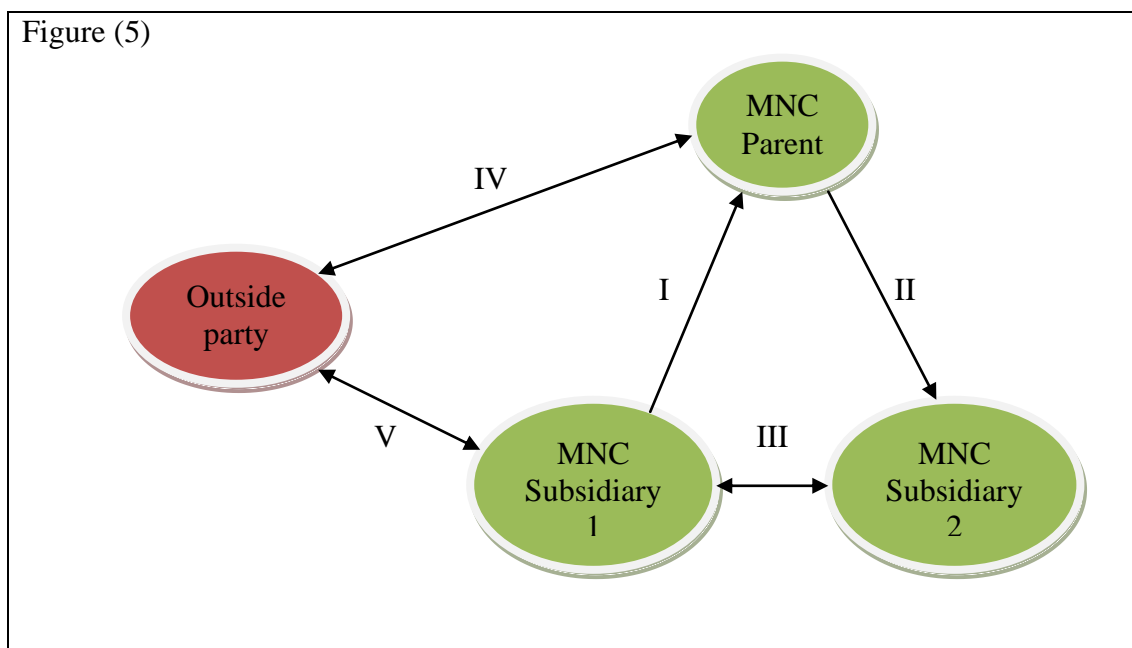 Figure (5)
MNC
Parent
IV
Outside
party
I
II
V
III
MNC
Subsidiary
1
MNC
Subsidiary
2